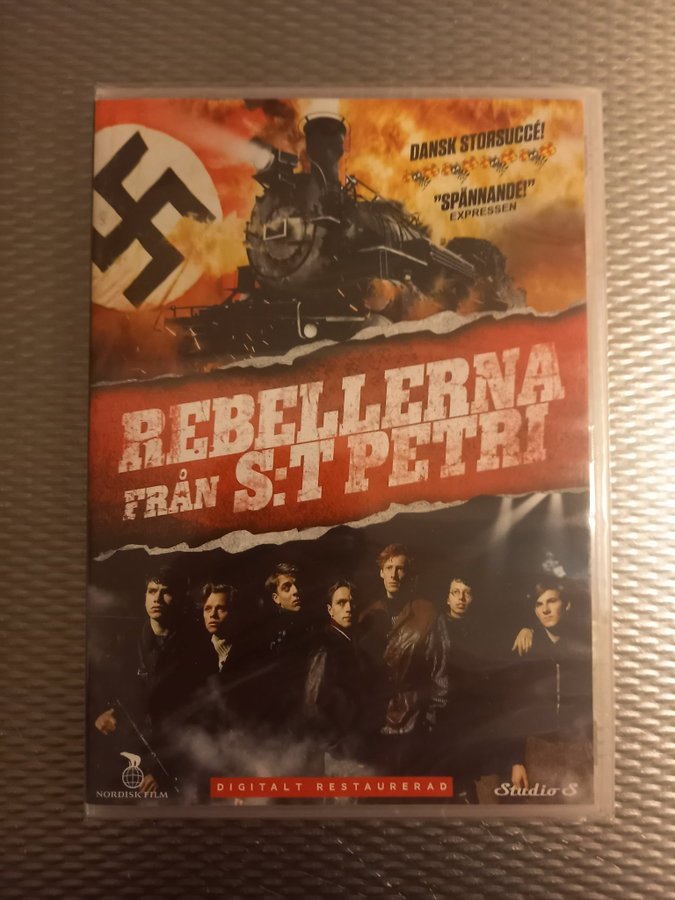 DANSK STORSUCCÉ!
"SPÄNNANDE!"
EXPRESSEN
REBELLERNA
FRÅN S:T PETRI
NORDISK FILM
DIGITALT RESTAURERAD
Studio S